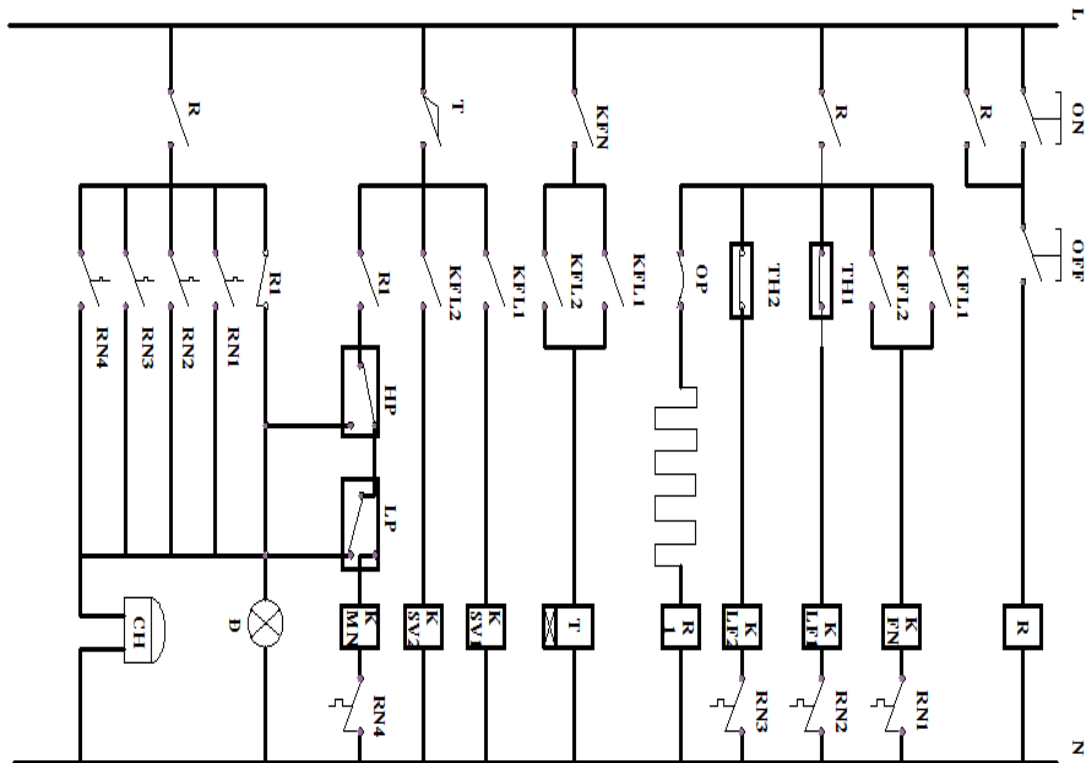 L
ON
OFF
N
R
R
KFL1
KFL2
K
FN
RN1
R
TH1
K
LF1
RN2
TH2
K
LF2
RN3
OP
R
1
KFN
KFL1
KFL2
T
T
KFL1
K
SV1
KFL2
K
SV2
R1
HP
LP
K
MN
RN4
R
R1
Đ
RN1
RN2
RN3
RN4
CHI